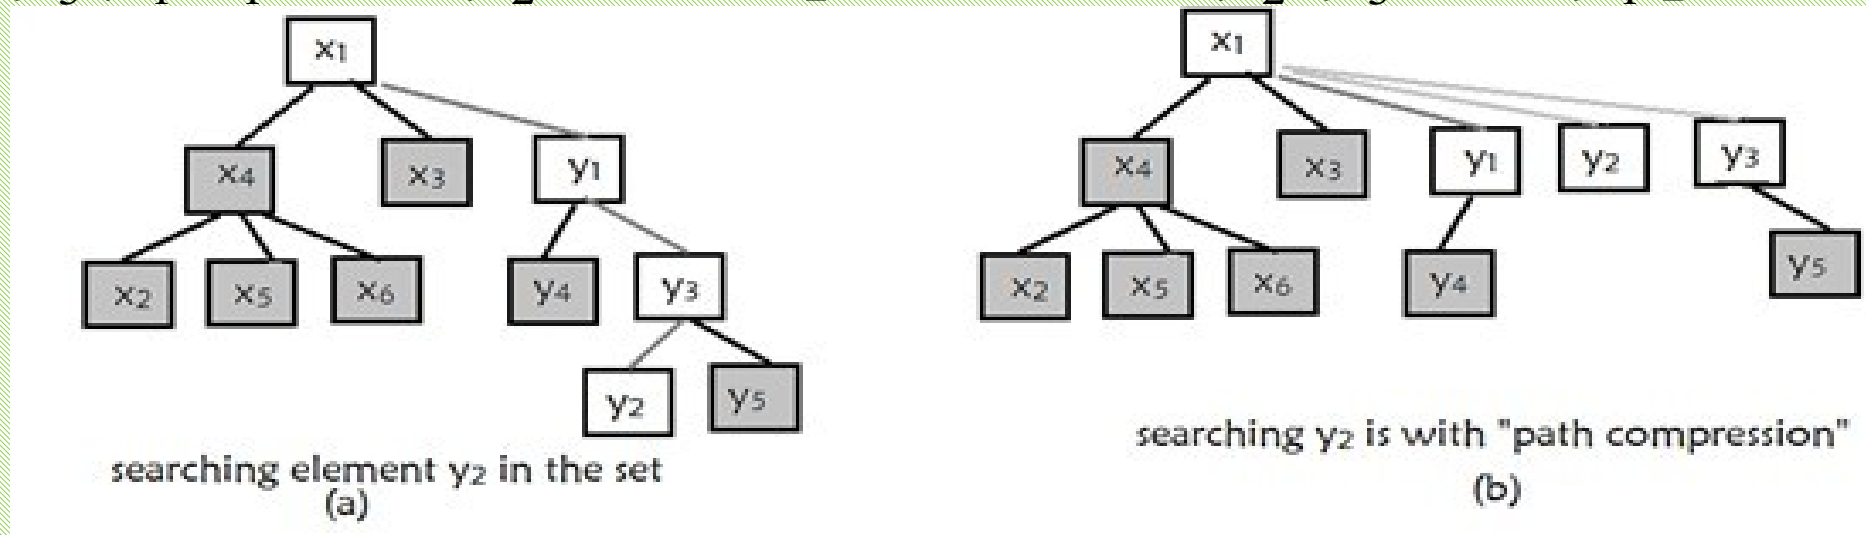 x1 x1
x4 x3 y1 x4 x3 y1 y2 y3
x2 x5 x6 y4 y3 x2 x5 x6 y4 y5
y2 y5
searching element y2 in the set
(a)
searching y2 is with "path compression"
(b)